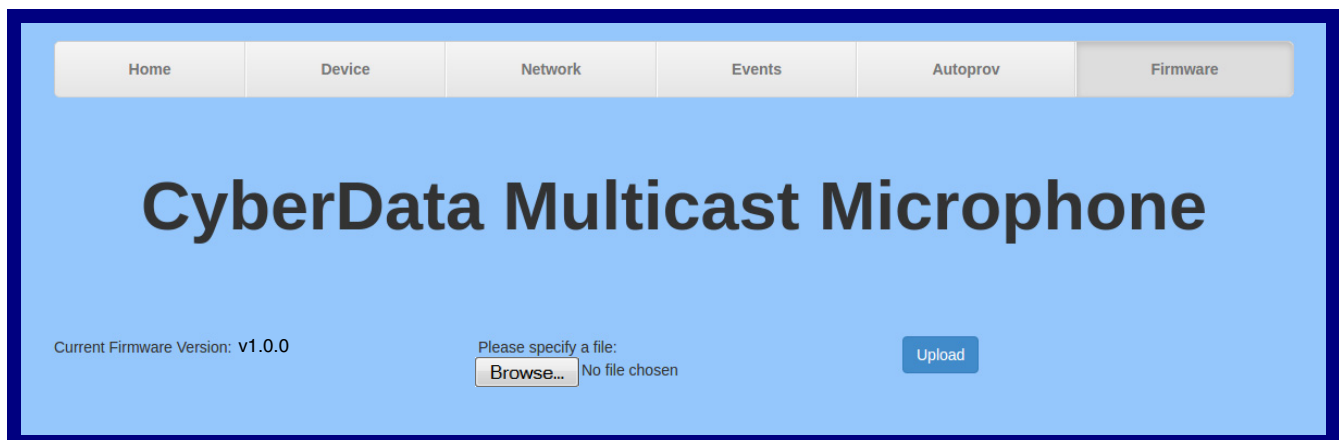 Home Device Network Events Autoprov Firmware
CyberData Multicast Microphone
Current Firmware Version: v1.0.0
Please specify a file:
Browse... No file chosen
Upload